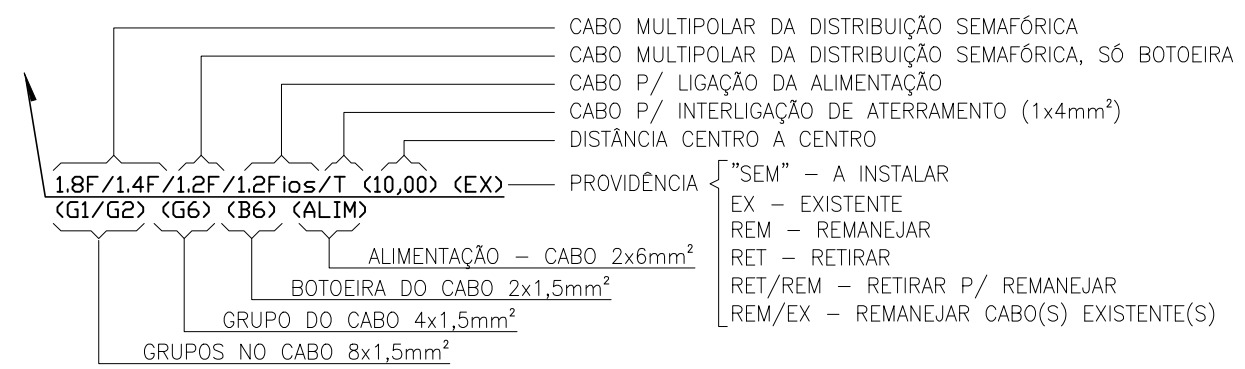 CABO MULTIPOLAR DA DISTRIBUIÇÃO SEMAFÓRICA
CABO MULTIPOLAR DA DISTRIBUIÇÃO SEMAFÓRICA, SÓ BOTOEIRA
CABO P/ LIGAÇÃO DA ALIMENTAÇÃO
CABO P/ INTERLIGAÇÃO DE ATERRAMENTO (1x4mm²)
DISTÂNCIA CENTRO A CENTRO
1.8F/1.4F/1.2F/1.2Fios/T (10,00) (EX)
PROVIDÊNCIA
"SEM" – A INSTALAR
EX – EXISTENTE
REM – REMANEJAR
RET – RETIRAR
RET/REM – RETIRAR P/ REMANEJAR
REM/EX – REMANEJAR CABO(S) EXISTENTE(S)
(G1/G2) (G6) (B6) (ALIM)
ALIMENTAÇÃO – CABO 2x6mm²
BOTOEIRA DO CABO 2x1,5mm²
GRUPO DO CABO 4x1,5mm²
GRUPOS NO CABO 8x1,5mm²